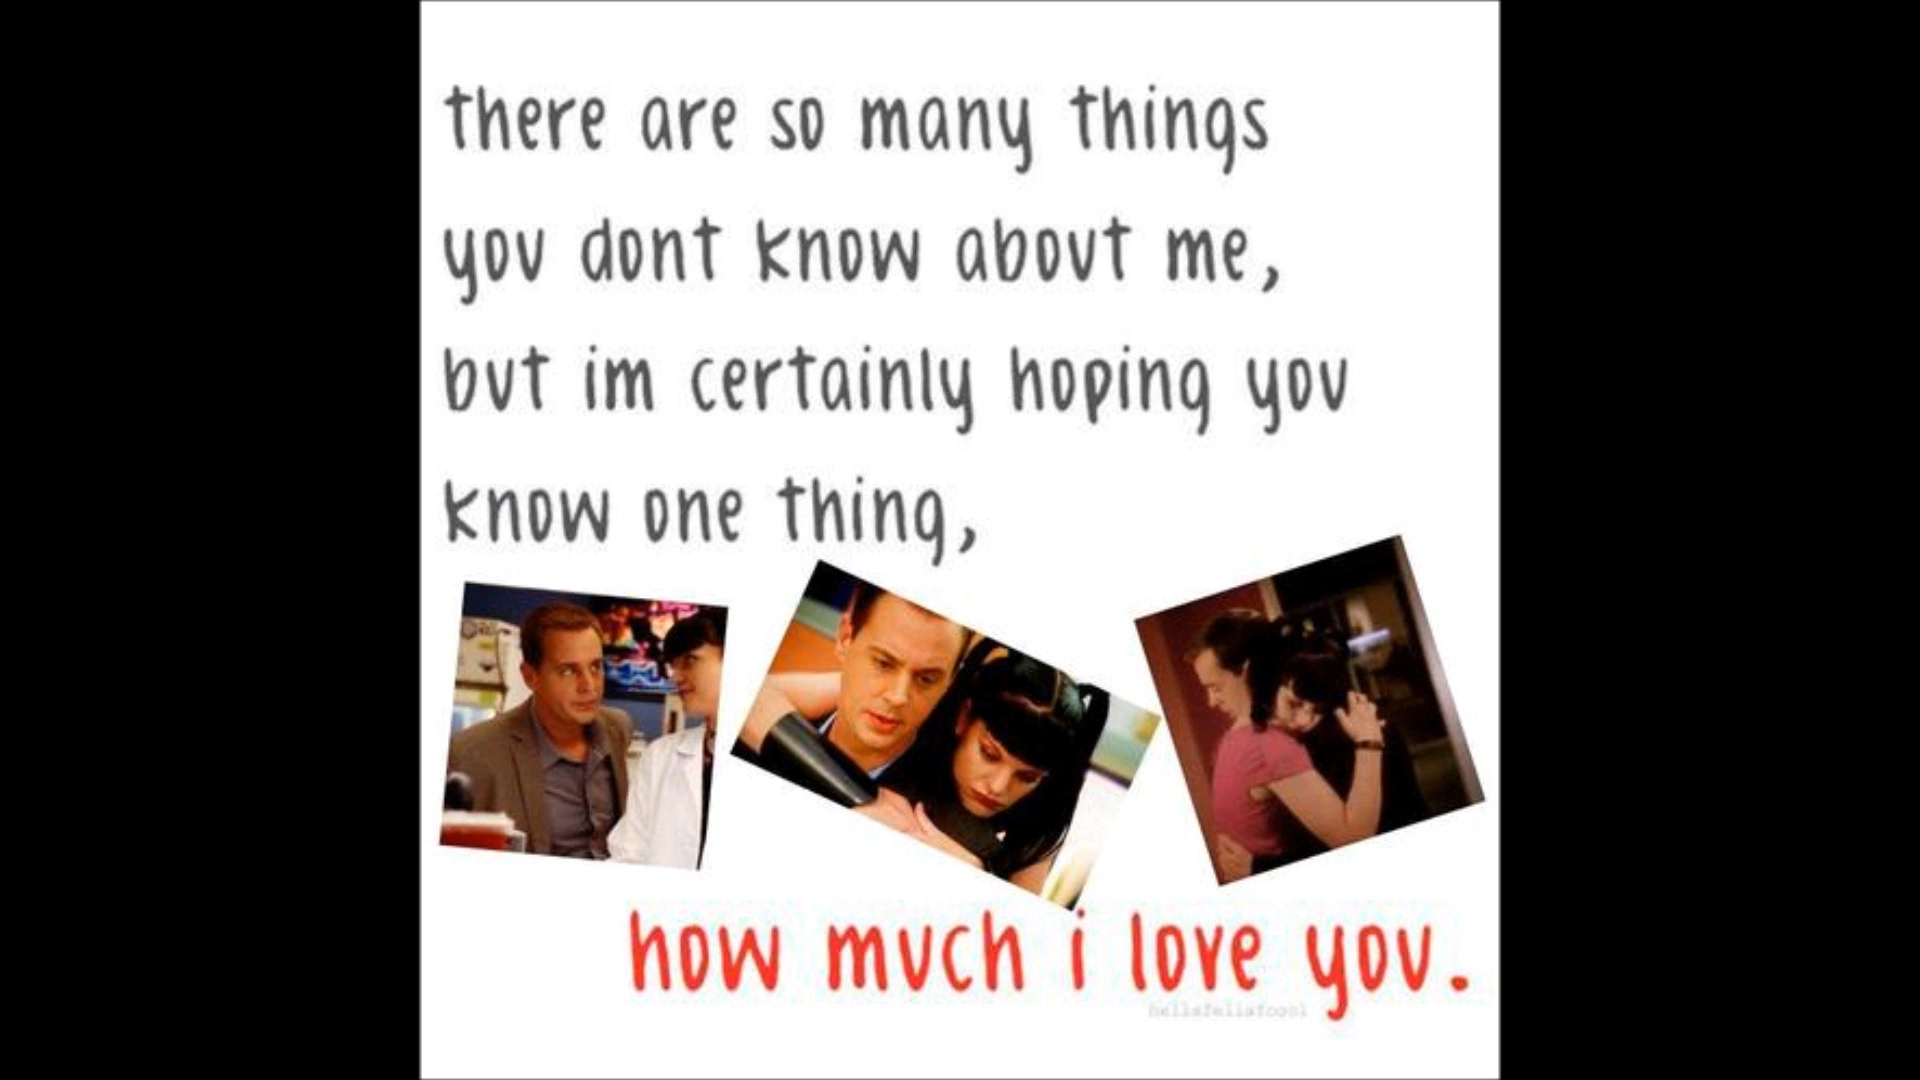 there are so many things
you dont know about me,
but im certainly hoping you
know one thing,
how much i love you.